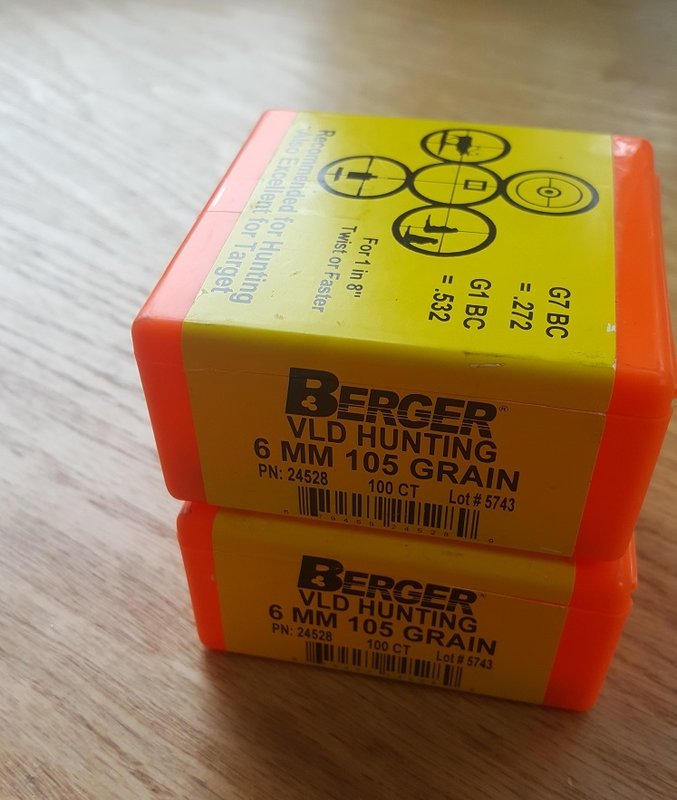 Recommended for Hunting
*Also Excellent for Target
For 1 in 8"
Twist or Faster
G7 BC
= .272
G1 BC
= .532
BERGER®
VLD HUNTING
6 MM 105 GRAIN
PN: 24528 100 CT Lot # 5743
BERGER®
VLD HUNTING
6 MM 105 GRAIN
PN: 24528 100 CT Lot # 5743